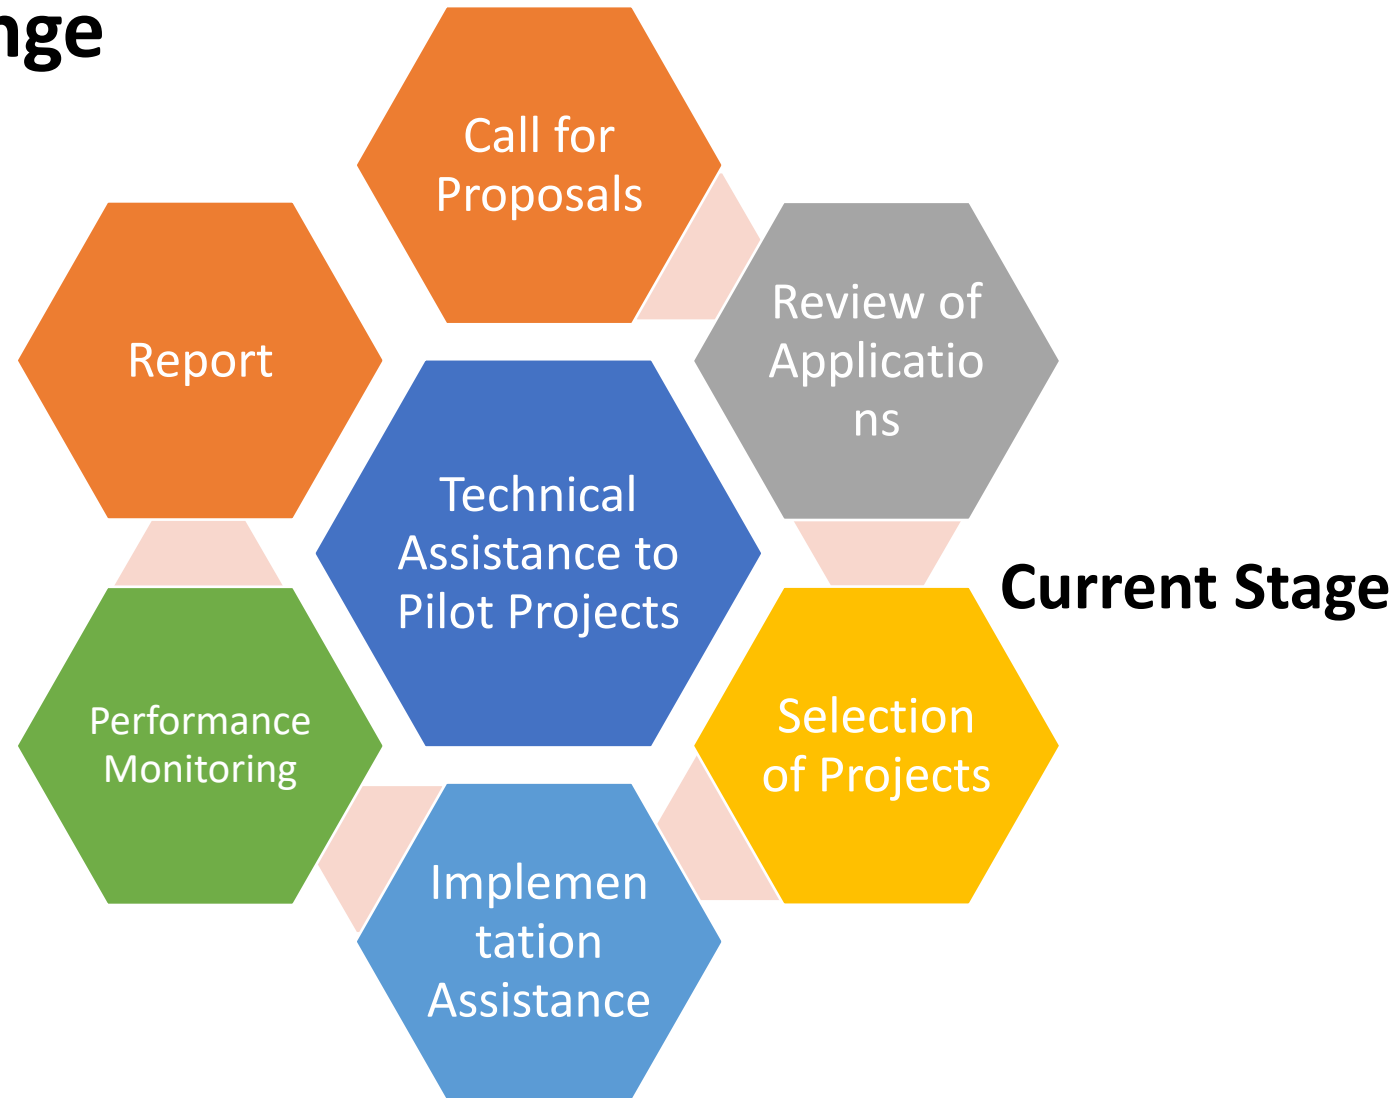 nge
Call for
Proposals
Review of
Applicatio
ns
Report
Technical
Assistance to
Pilot Projects
Current Stage
Selection
of Projects
Performance
Monitoring
Implemen
tation
Assistance